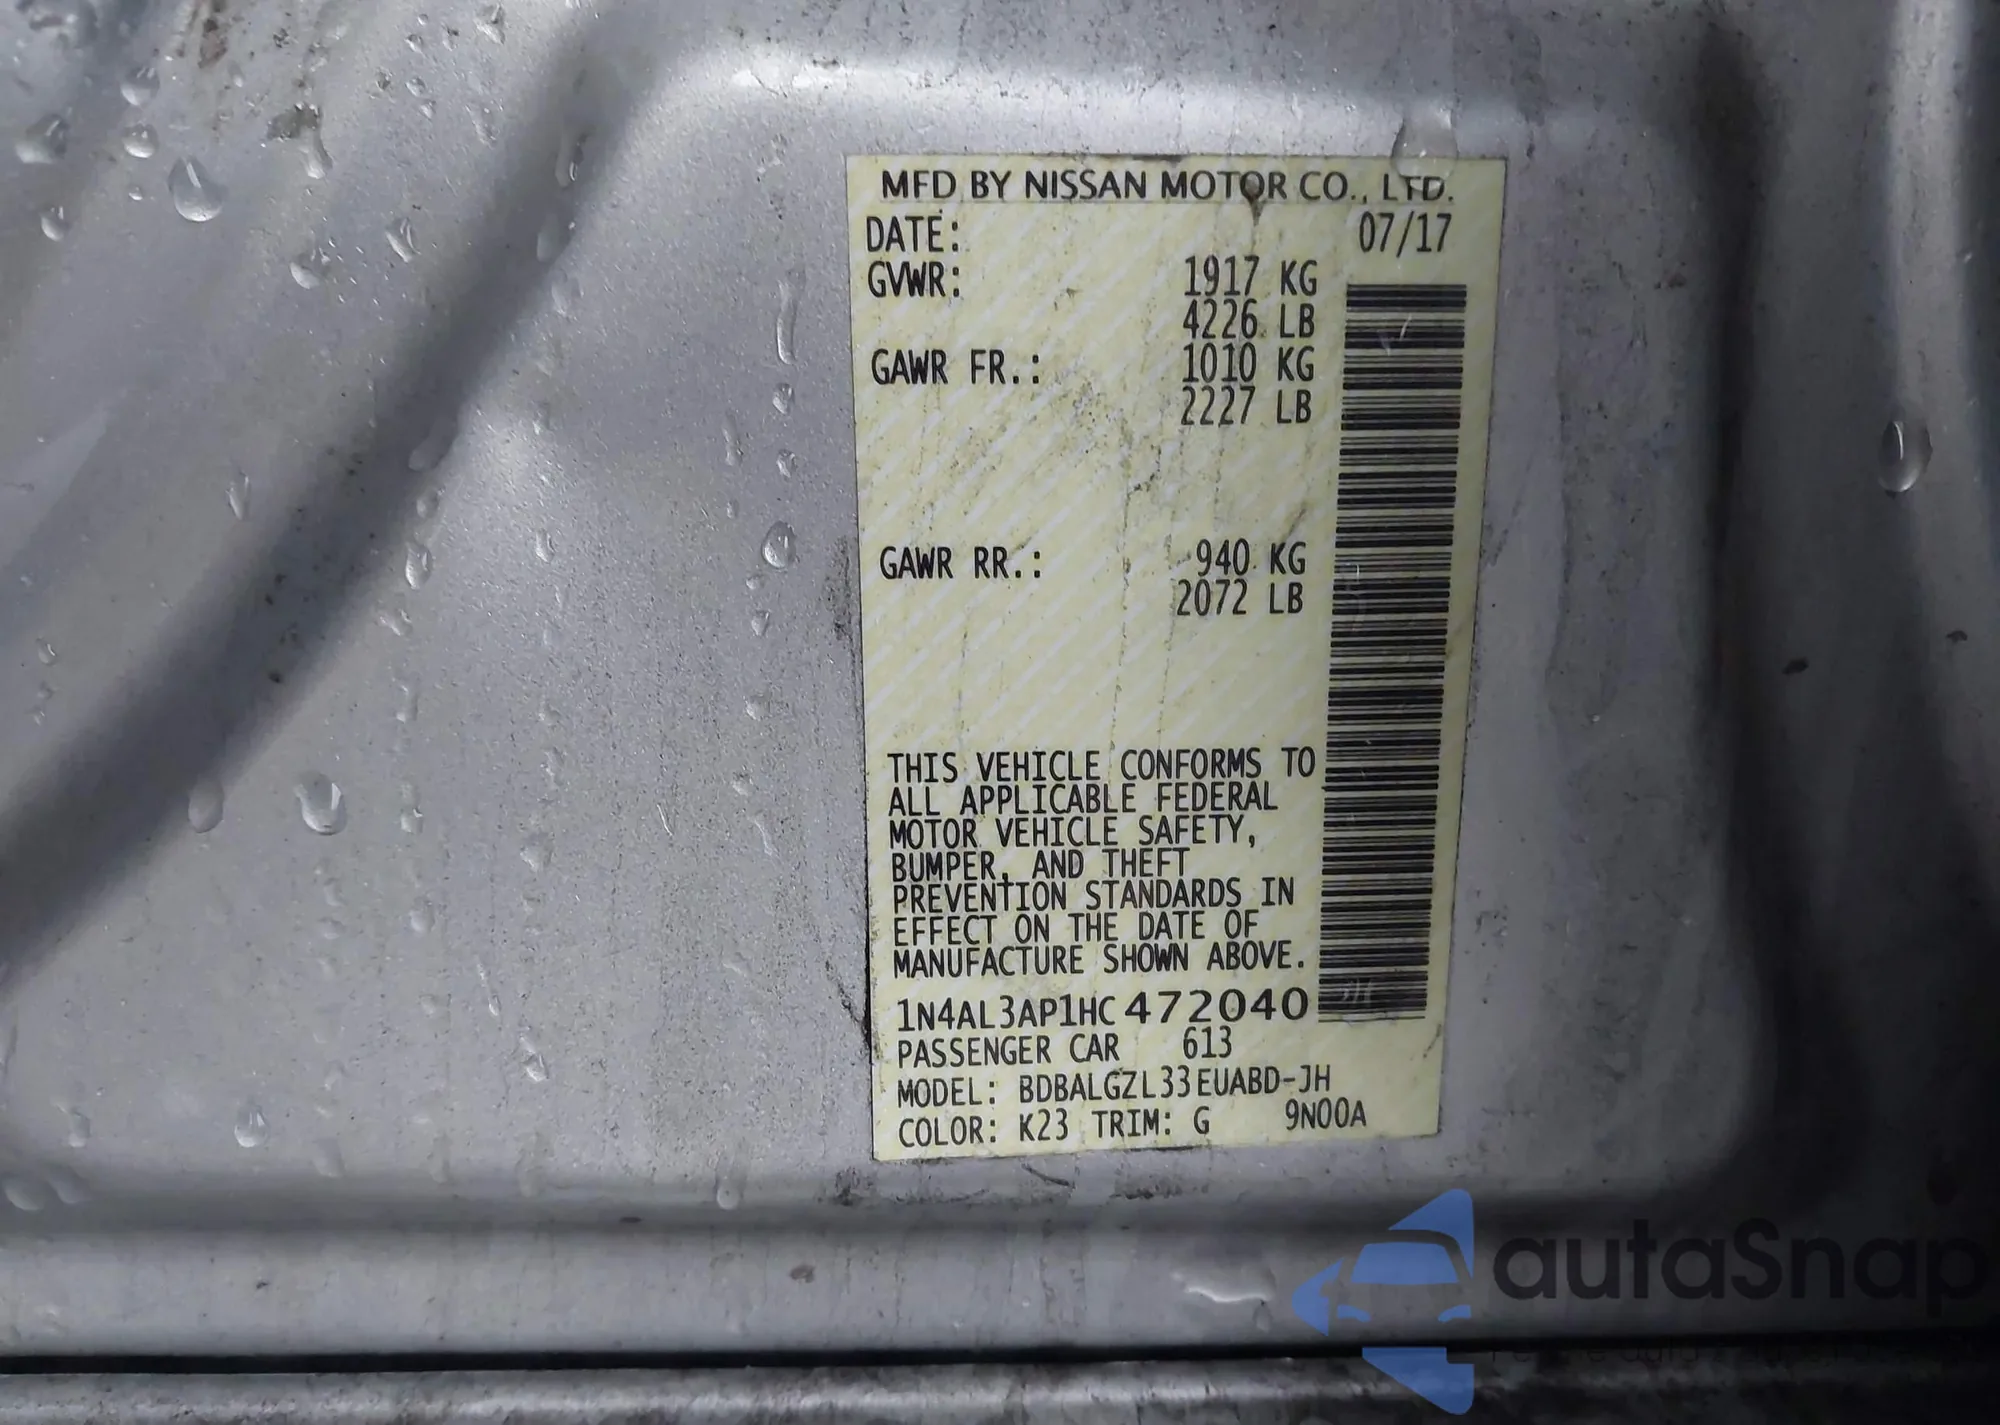 MFD BY NISSAN MOTOR CO., LTD.
DATE: 07/17
GVWR: 1917 KG
4226 LB
GAWR FR.: 1010 KG
2227 LB
GAWR RR.: 940 KG
2072 LB
THIS VEHICLE CONFORMS TO
ALL APPLICABLE FEDERAL
MOTOR VEHICLE SAFETY,
BUMPER, AND THEFT
PREVENTION STANDARDS IN
EFFECT ON THE DATE OF
MANUFACTURE SHOWN ABOVE.
1N4AL3AP1HC472040
PASSENGER CAR 613
MODEL: BDBALGZL33EUABD-JH
COLOR: K23 TRIM: G 9N00A
autaSnap